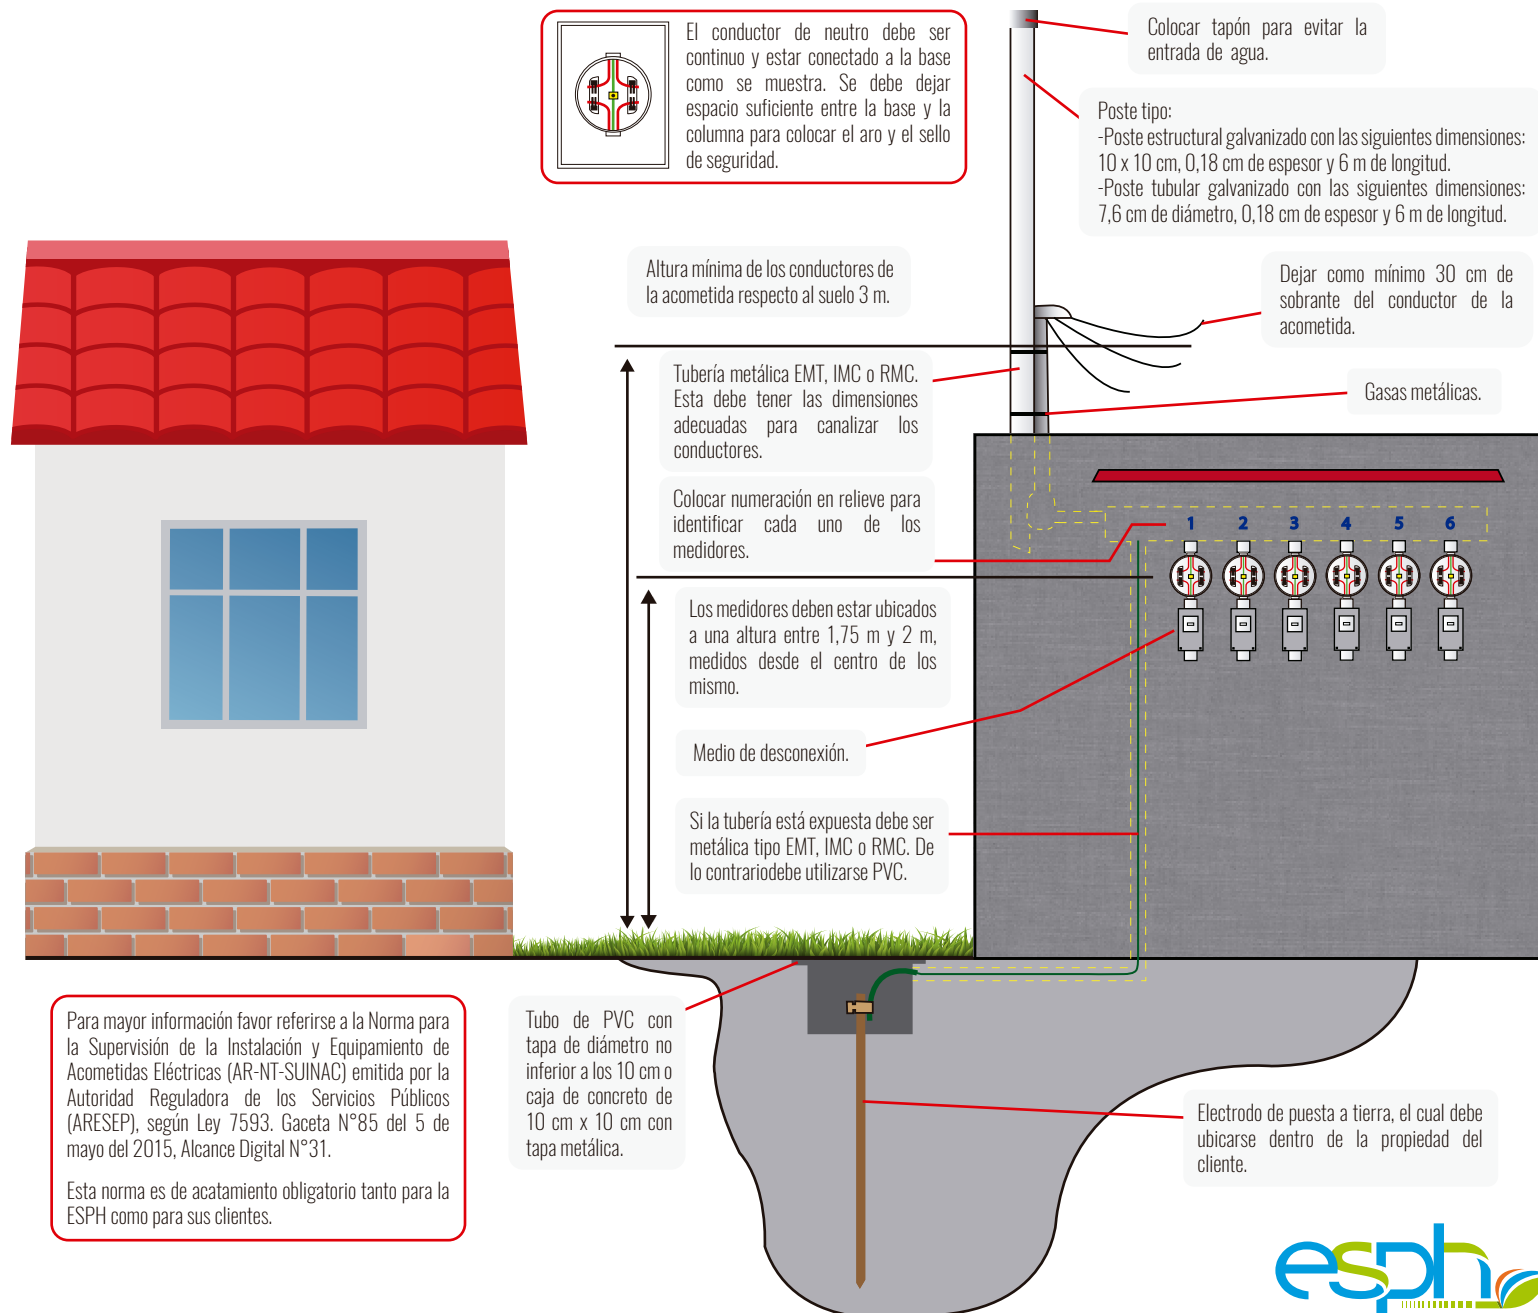 El conductor de neutro debe ser
continuo y estar conectado a la base
como se muestra. Se debe dejar
espacio suficiente entre la base y la
columna para colocar el aro y el sello
de seguridad.
Colocar tapón para evitar la
entrada de agua.
Poste tipo:
-Poste estructural galvanizado con las siguientes dimensiones:
10 x 10 cm, 0,18 cm de espesor y 6 m de longitud.
-Poste tubular galvanizado con las siguientes dimensiones:
7,6 cm de diámetro, 0,18 cm de espesor y 6 m de longitud.
Altura mínima de los conductores de
la acometida respecto al suelo 3 m.
Dejar como mínimo 30 cm de
sobrante del conductor de la
acometida.
Tubería metálica EMT, IMC o RMC.
Esta debe tener las dimensiones
adecuadas para canalizar los
conductores.
Gasas metálicas.
Colocar numeración en relieve para
identificar cada uno de los
medidores.
1 2 3 4 5 6
Los medidores deben estar ubicados
a una altura entre 1,75 m y 2 m,
medidos desde el centro de los
mismo.
Medio de desconexión.
Si la tubería está expuesta debe ser
metálica tipo EMT, IMC o RMC. De
lo contrariodebe utilizarse PVC.
Para mayor información favor referirse a la Norma para
la Supervisión de la Instalación y Equipamiento de
Acometidas Eléctricas (AR-NT-SUINAC) emitida por la
Autoridad Reguladora de los Servicios Públicos
(ARESEP), según Ley 7593. Gaceta N°85 del 5 de
mayo del 2015, Alcance Digital N°31.
Esta norma es de acatamiento obligatorio tanto para la
ESPH como para sus clientes.
Tubo de PVC con
tapa de diámetro no
inferior a los 10 cm o
caja de concreto de
10 cm x 10 cm con
tapa metálica.
Electrodo de puesta a tierra, el cual debe
ubicarse dentro de la propiedad del
cliente.
esph